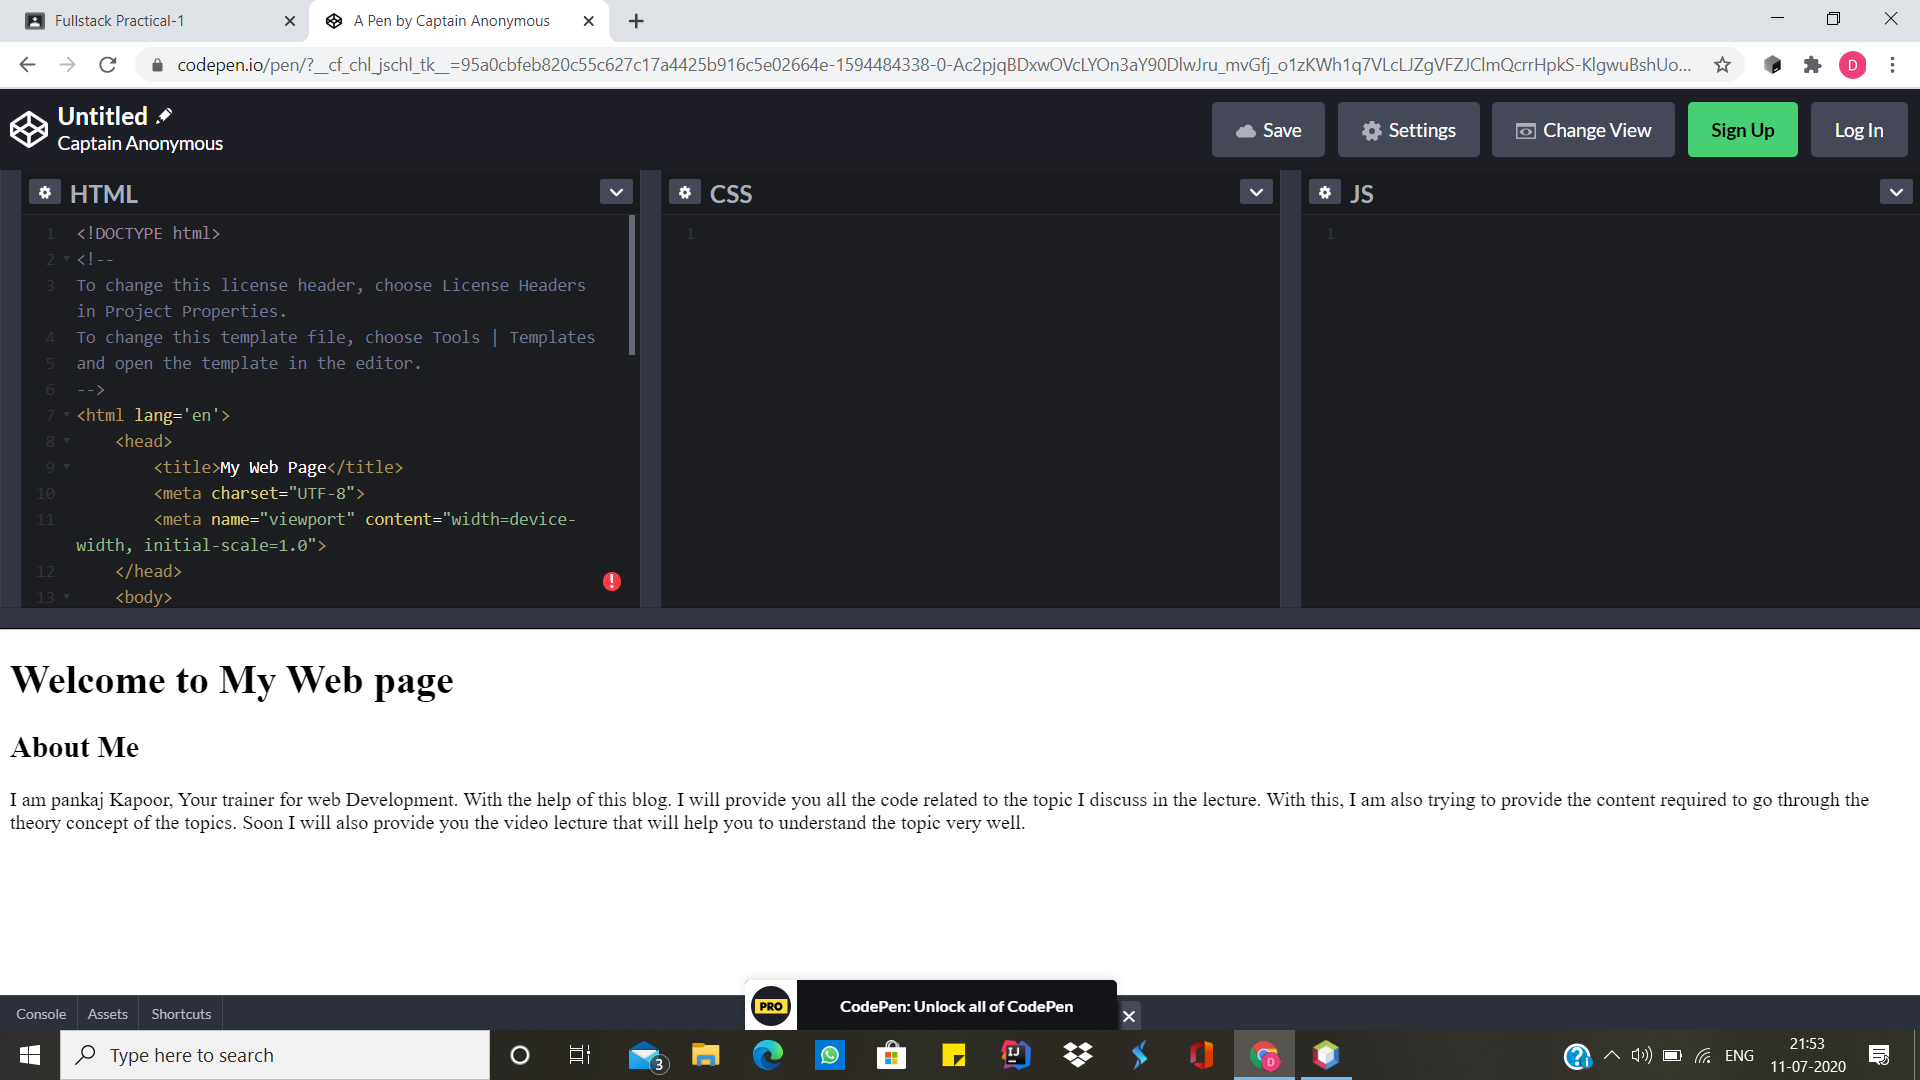 Fullstack Practical-1
A Pen by Captain Anonymous
codepen.io/pen/?__cf_chl_jschl_tk__=95a0cbfeb820c55c627c17a4425b916c5e02664e-1594484338-0-Ac2pjqBDxwOVcLYOn3aY90DlwJru_mvGfj_o1zKWh1q7VLcLJZgVFZJClmQcrrHpkS-KlgwuBshUo...
D
Untitled
Captain Anonymous
Save
Settings
Change View
Sign Up
Log In
HTML
1 <!DOCTYPE html>
2 <!--
3 To change this license header, choose License Headers
in Project Properties.
4 To change this template file, choose Tools | Templates
5 and open the template in the editor.
6 -->
7 <html lang='en'>
8 <head>
9 <title>My Web Page</title>
10 <meta charset="UTF-8">
11 <meta name="viewport" content="width=device-
width, initial-scale=1.0">
12 </head>
13 <body>
CSS
1
JS
1
Welcome to My Web page
About Me
I am pankaj Kapoor, Your trainer for web Development. With the help of this blog. I will provide you all the code related to the topic I discuss in the lecture. With this, I am also trying to provide the content required to go through the
theory concept of the topics. Soon I will also provide you the video lecture that will help you to understand the topic very well.
Console
Assets
Shortcuts
PRO
CodePen: Unlock all of CodePen
Type here to search
3
IJ
D
ENG
21:53
11-07-2020